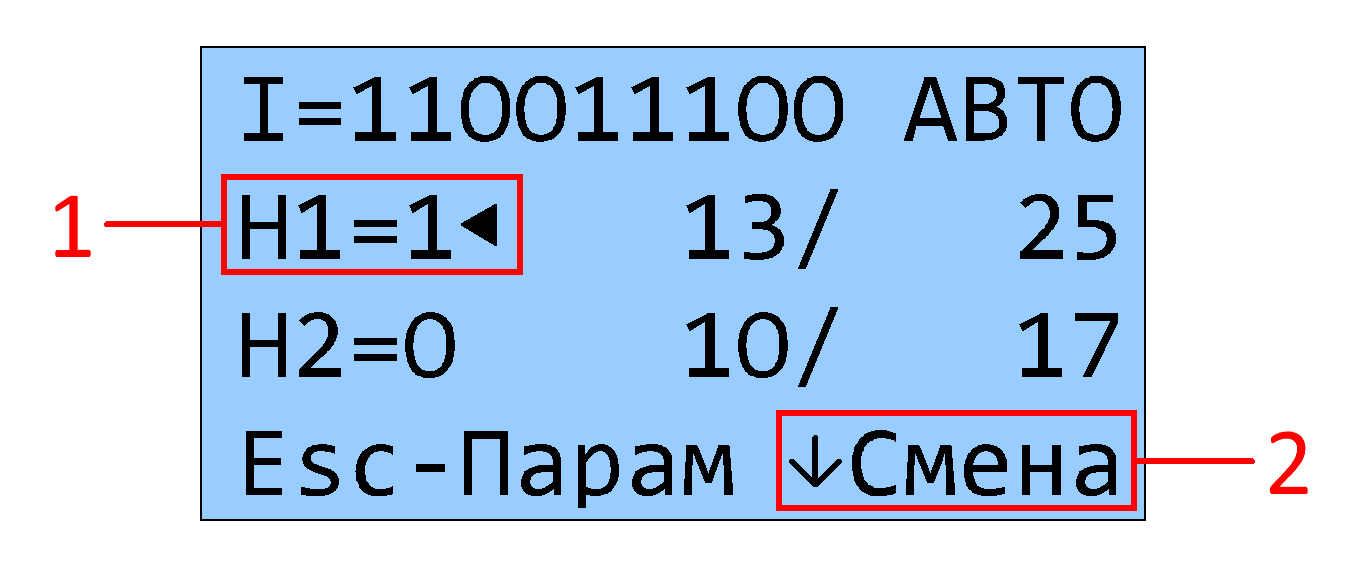 I=110011100 АВТО
1 Н1=1◄ 13/ 25
Н2=0 10/ 17
Esc-Парам ↓Смена 2